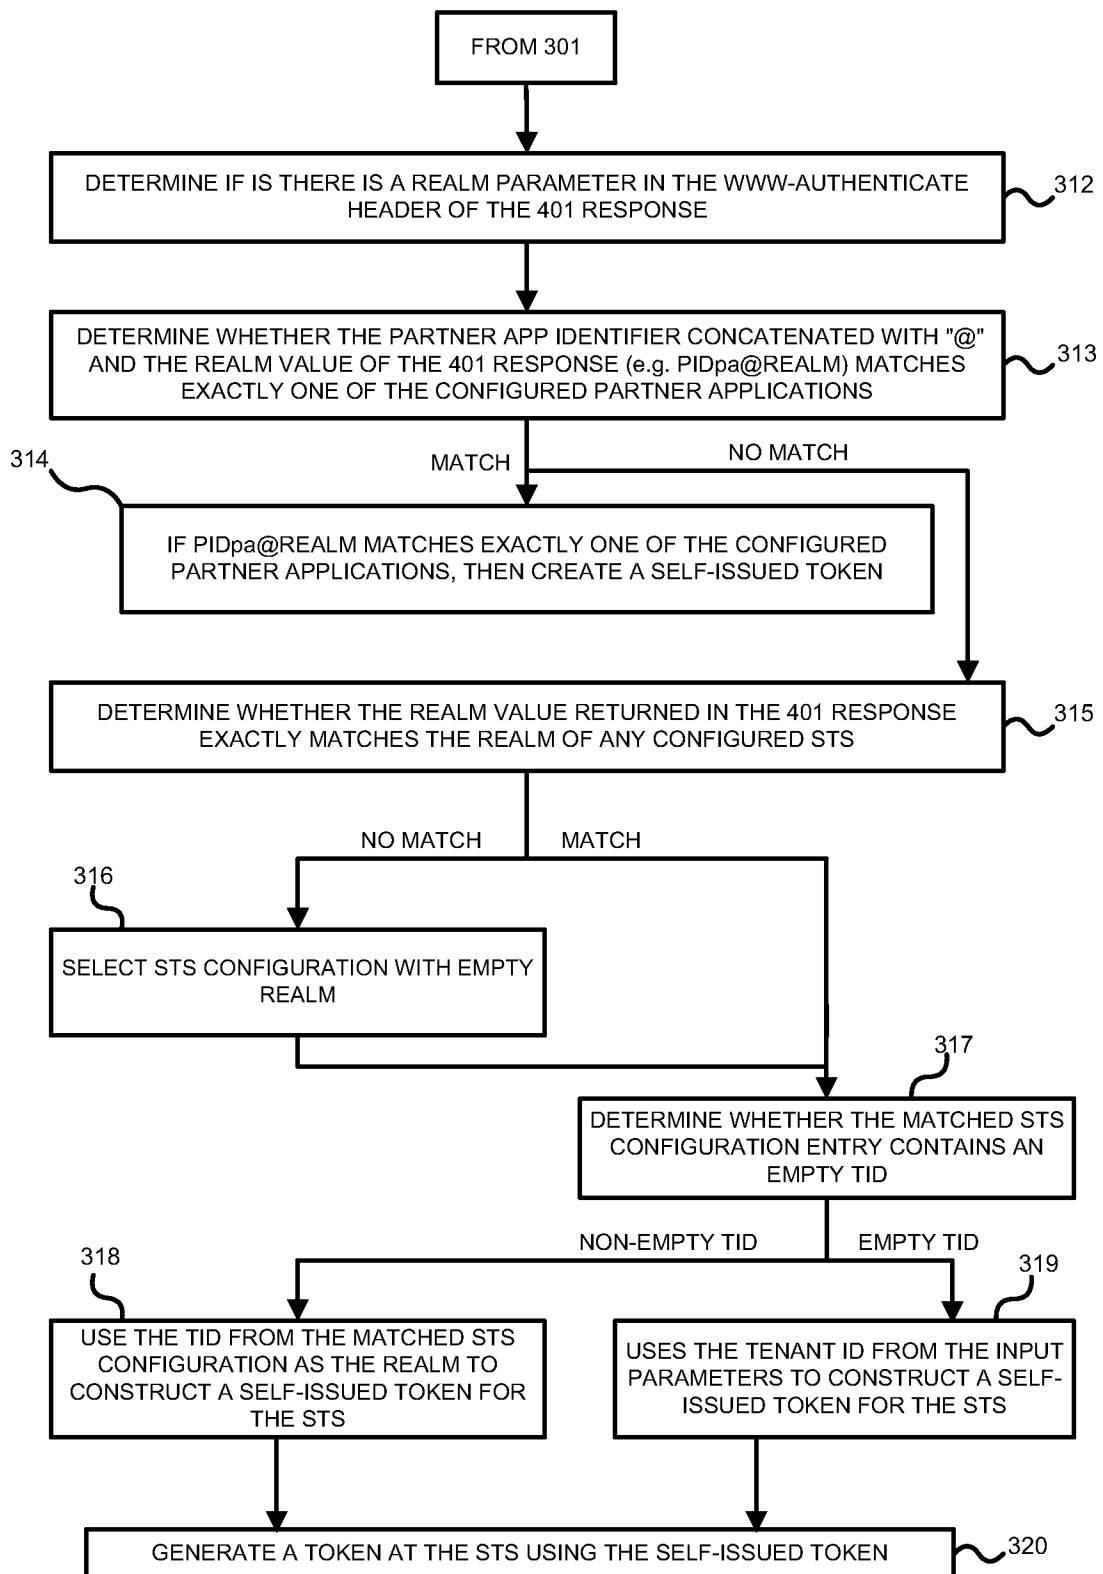 FROM 301
DETERMINE IF IS THERE IS A REALM PARAMETER IN THE WWW-AUTHENTICATE
HEADER OF THE 401 RESPONSE
312
DETERMINE WHETHER THE PARTNER APP IDENTIFIER CONCATENATED WITH "@"
AND THE REALM VALUE OF THE 401 RESPONSE (e.g. PIDpa@REALM) MATCHES
EXACTLY ONE OF THE CONFIGURED PARTNER APPLICATIONS
313
314
MATCH
NO MATCH
IF PIDpa@REALM MATCHES EXACTLY ONE OF THE CONFIGURED
PARTNER APPLICATIONS, THEN CREATE A SELF-ISSUED TOKEN
DETERMINE WHETHER THE REALM VALUE RETURNED IN THE 401 RESPONSE
EXACTLY MATCHES THE REALM OF ANY CONFIGURED STS
315
NO MATCH
MATCH
316
SELECT STS CONFIGURATION WITH EMPTY
REALM
317
DETERMINE WHETHER THE MATCHED STS
CONFIGURATION ENTRY CONTAINS AN
EMPTY TID
NON-EMPTY TID
EMPTY TID
318
319
USE THE TID FROM THE MATCHED STS
CONFIGURATION AS THE REALM TO
CONSTRUCT A SELF-ISSUED TOKEN FOR
THE STS
USES THE TENANT ID FROM THE INPUT
PARAMETERS TO CONSTRUCT A SELF-
ISSUED TOKEN FOR THE STS
GENERATE A TOKEN AT THE STS USING THE SELF-ISSUED TOKEN
320